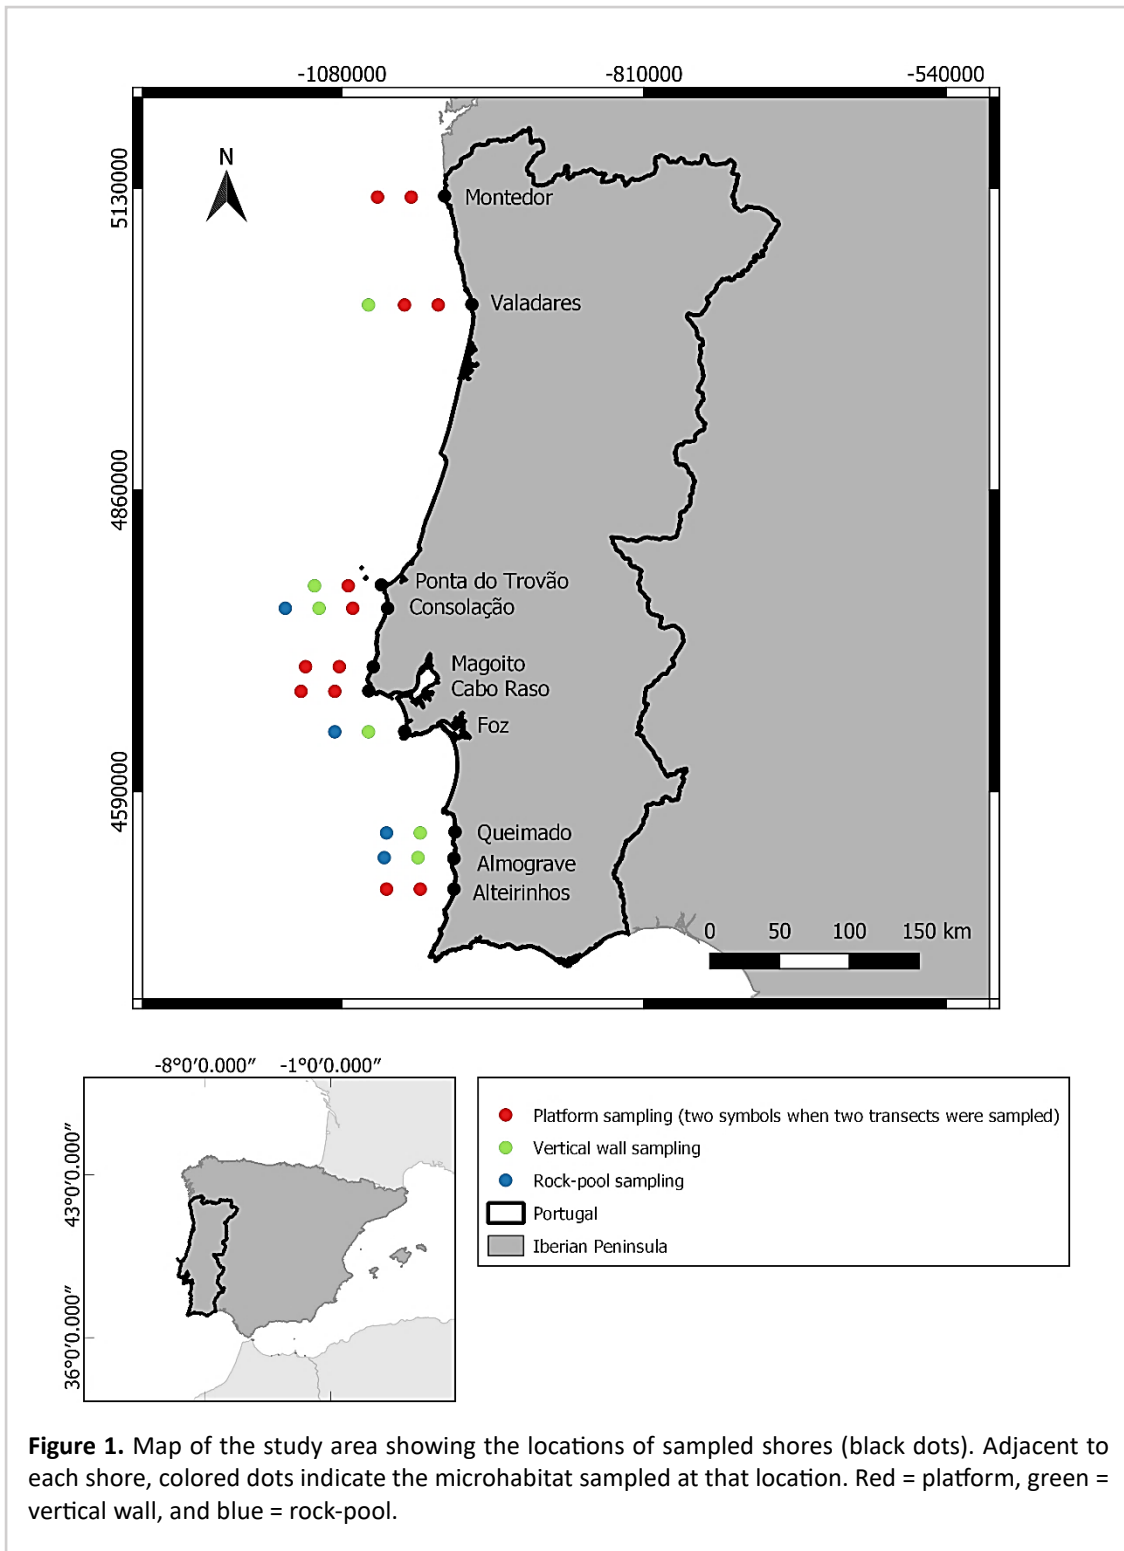 -1080000 -810000 -540000
N
5130000
4860000
4590000
Montedor
Valadares
Ponta do Trovão
Consolação
Magoito
Cabo Raso
Foz
Queimado
Almograve
Alteirinhos
0 50 100 150 km
-8°0'0.000" -1°0'0.000"
43°0'0.000"
36°0'0.000"
Platform sampling (two symbols when two transects were sampled)
Vertical wall sampling
Rock-pool sampling
Portugal
Iberian Peninsula
Figure 1. Map of the study area showing the locations of sampled shores (black dots). Adjacent to
each shore, colored dots indicate the microhabitat sampled at that location. Red = platform, green =
vertical wall, and blue = rock-pool.